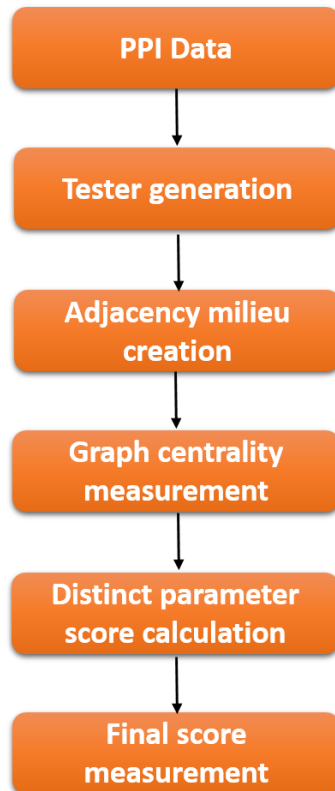 PPI Data
Tester generation
Adjacency milieu
creation
Graph centrality
measurement
Distinct parameter
score calculation
Final score
measurement